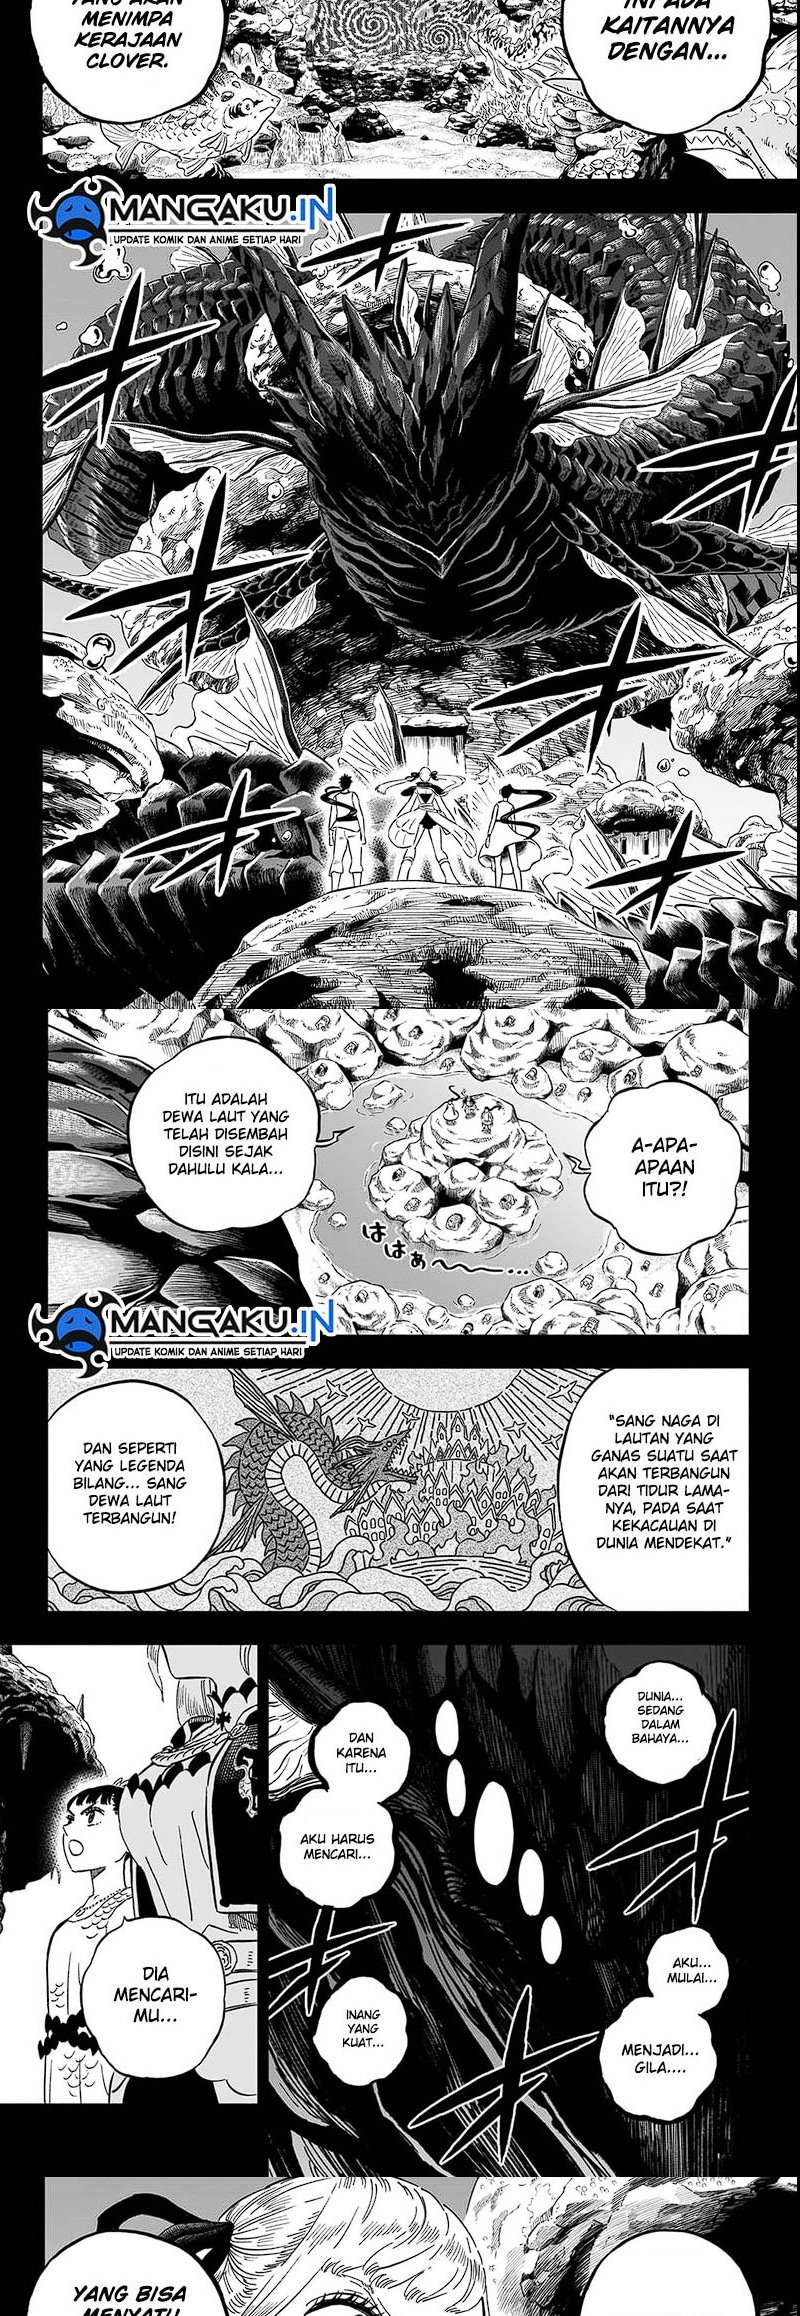 INI ADA
KAITANNYA
DENGAN...
YANG AKAN
MENIMPA
KERAJAAN
CLOVER.
MANGAKU.IN
UPDATE KOMIK DAN ANIME SETIAP HARI
A-APA-
APAAN
ITU?!
ITU ADALAH
DEWA LAUT YANG
TELAH DISEMBAH
DISINI SEJAK
DAHULU KALA...
はぁ〜
はぁ〜...
MANGAKU.IN
UPDATE KOMIK DAN ANIME SETIAP HARI
"SANG NAGA DI
LAUTAN YANG
GANAS SUATU SAAT
AKAN TERBANGUN
DARI TIDUR LAMA-
NYA, PADA SAAT
KEKACAUAN DI
DUNIA MENDEKAT."
DAN SEPERTI
YANG LEGENDA
BILANG... SANG
DEWA LAUT
TERBANGUN!
DUNIA...
SEDANG
DALAM
BAHAYA...
AKU...
MULAI...
MENJADI...
GILA....
DAN
KARENA
ITU...
AKU HARUS
MENCARI...
INANG
YANG
KUAT...
DIA
MENCARI-
MU...
YANG BISA
MENYATU